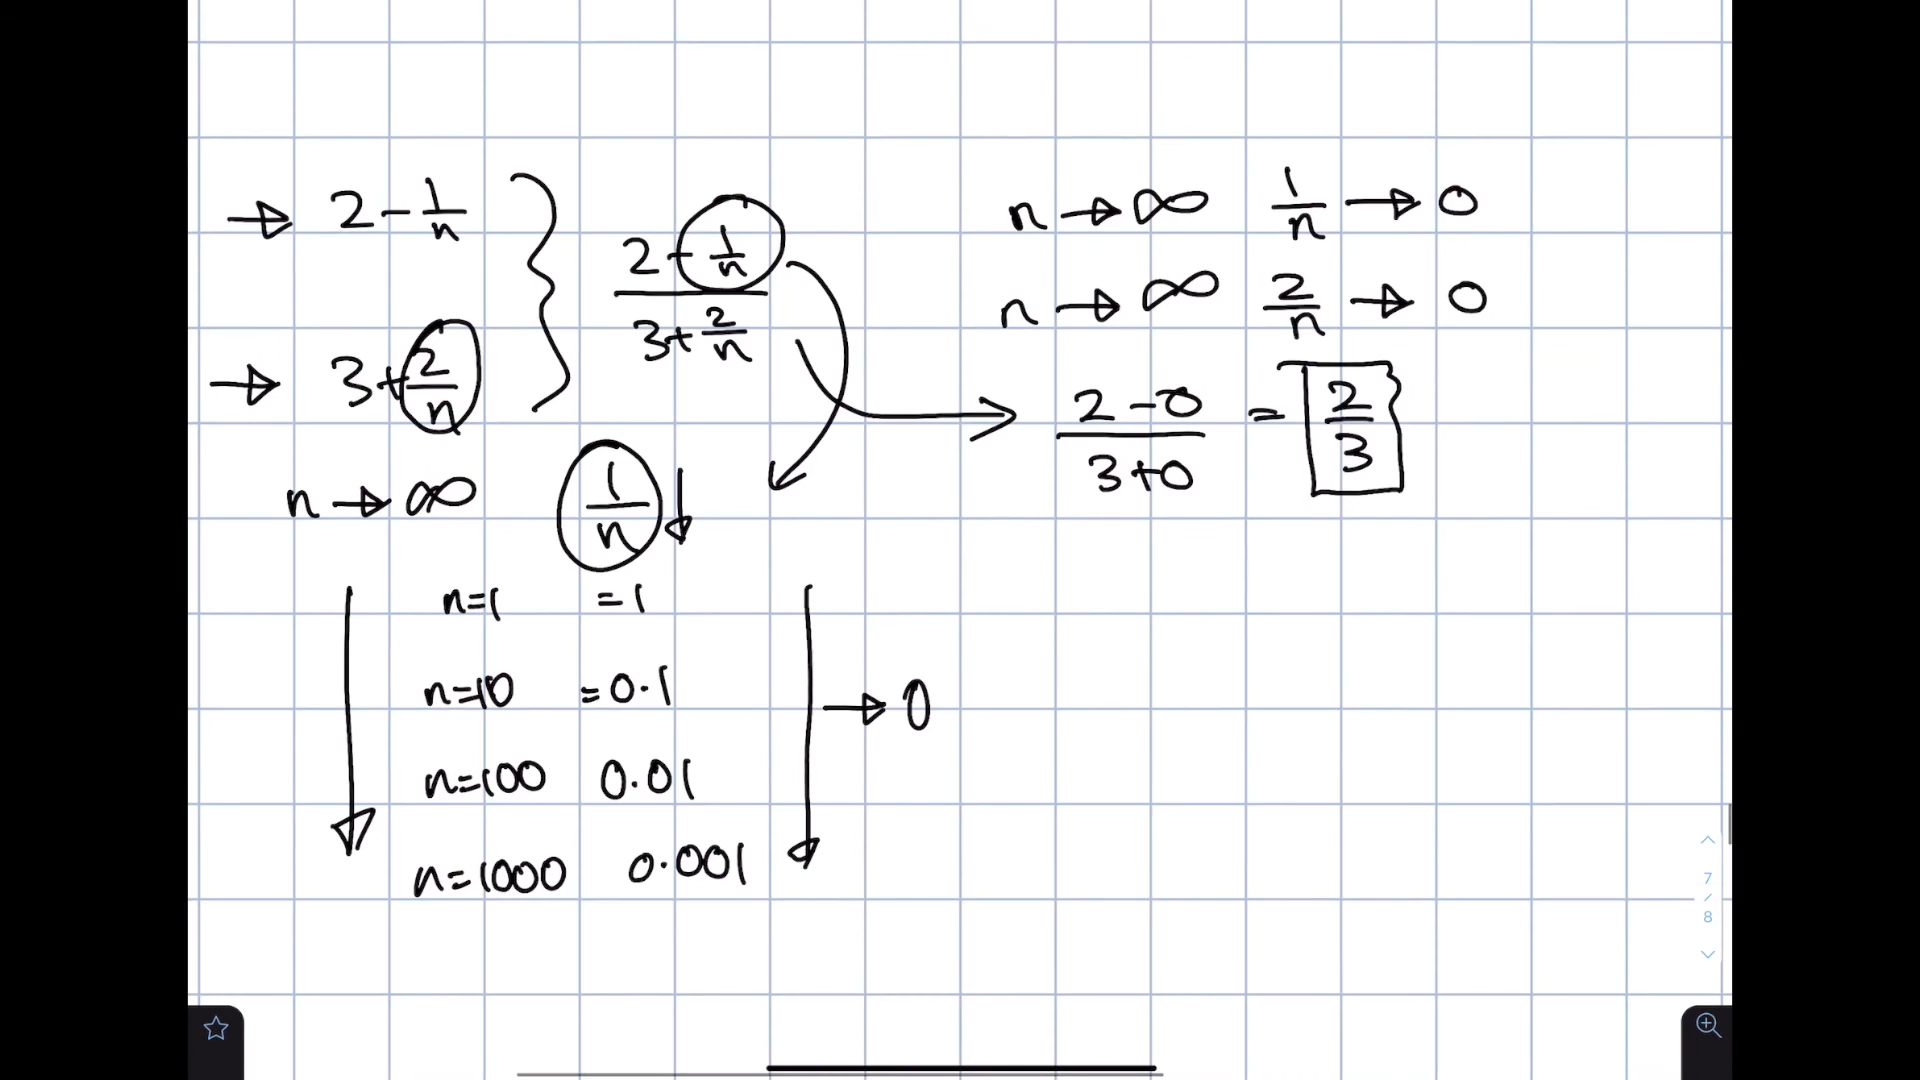 → 2 - 1/n
→ 3 + 2/n
(2 - 1/n)/(3 + 2/n)
n → ∞ 1/n ↓
n=1 =1
n=10 =0.1
n=100 0.01
n=1000 0.001
→ 0
n → ∞ 1/n → 0
n → ∞ 2/n → 0
(2-0)/(3+0) = 2/3
7
/
8